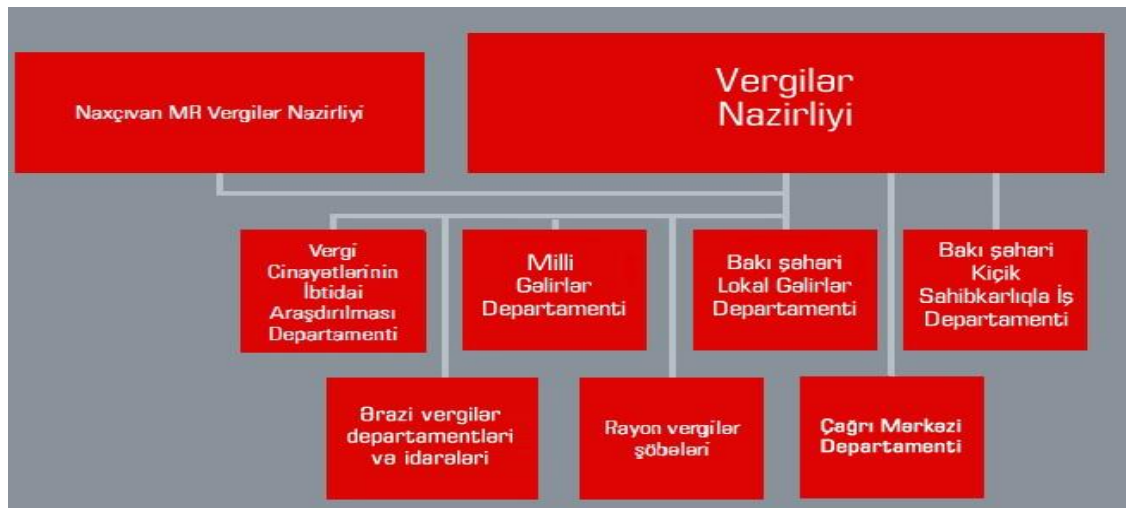 Naxçıvan MR Vergilər Nazirliyi
Vergilər
Nazirliyi
Vergi
Cinayətlərinin
İbtidai
Araşdırılması
Departamenti
Milli
Gəlirlər
Departamenti
Bakı şəhəri
Lokal Gəlirlər
Departamenti
Bakı şəhəri
Kiçik
Sahibkarlıqla İş
Departamenti
Ərazi vergilər
departamentləri
və idarələri
Rayon vergilər
şöbələri
Çağrı Mərkəzi
Departamenti